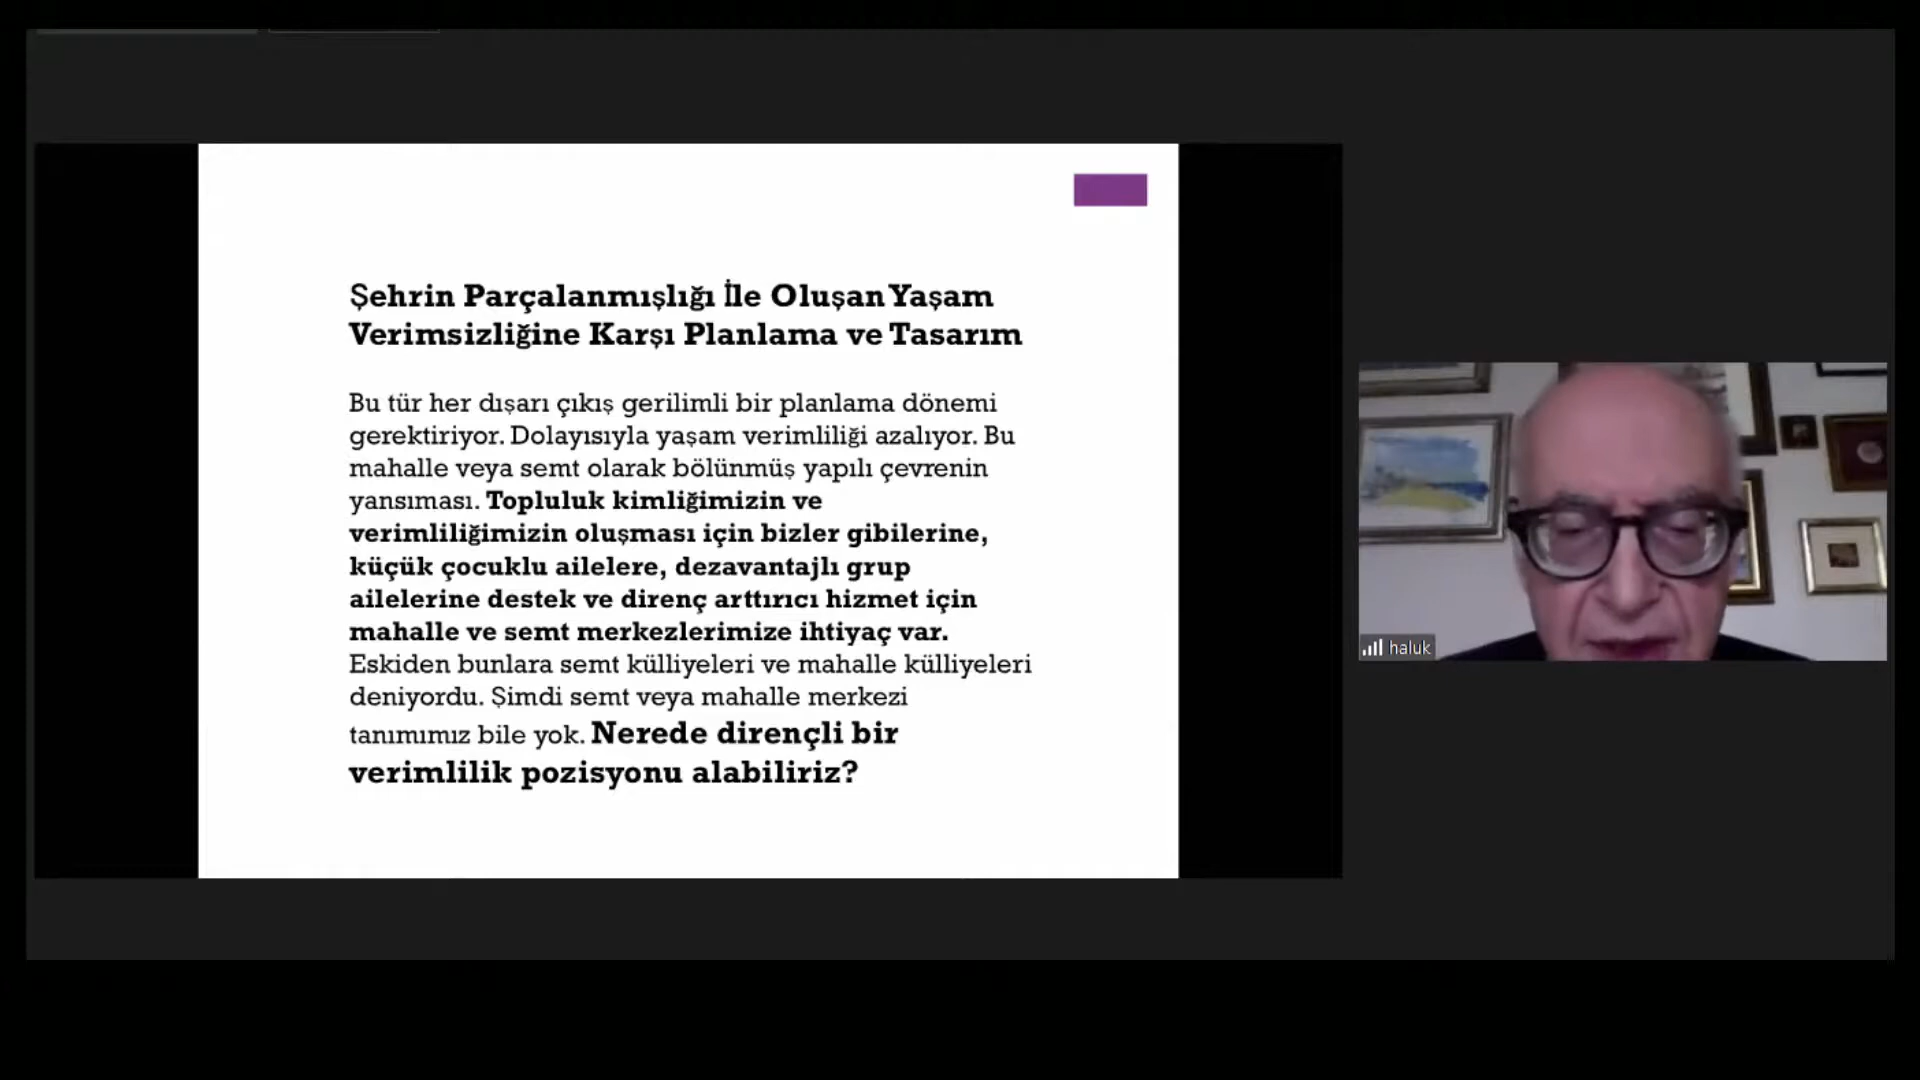 Şehrin Parçalanmışlığı İle Oluşan Yaşam
Verimsizliğine Karşı Planlama ve Tasarım
Bu tür her dışarı çıkış gerilimli bir planlama dönemi
gerektiriyor. Dolayısıyla yaşam verimliliği azalıyor. Bu
mahalle veya semt olarak bölünmüş yapılı çevrenin
yansıması. Topluluk kimliğimizin ve
verimliliğimizin oluşması için bizler gibilerine,
küçük çocuklu ailelere, dezavantajlı grup
ailelerine destek ve direnç arttırıcı hizmet için
mahalle ve semt merkezlerimize ihtiyaç var.
Eskiden bunlara semt külliyeleri ve mahalle külliyeleri
deniyordu. Şimdi semt veya mahalle merkezi
tanımımız bile yok. Nerede dirençli bir
verimlilik pozisyonu alabiliriz?
haluk